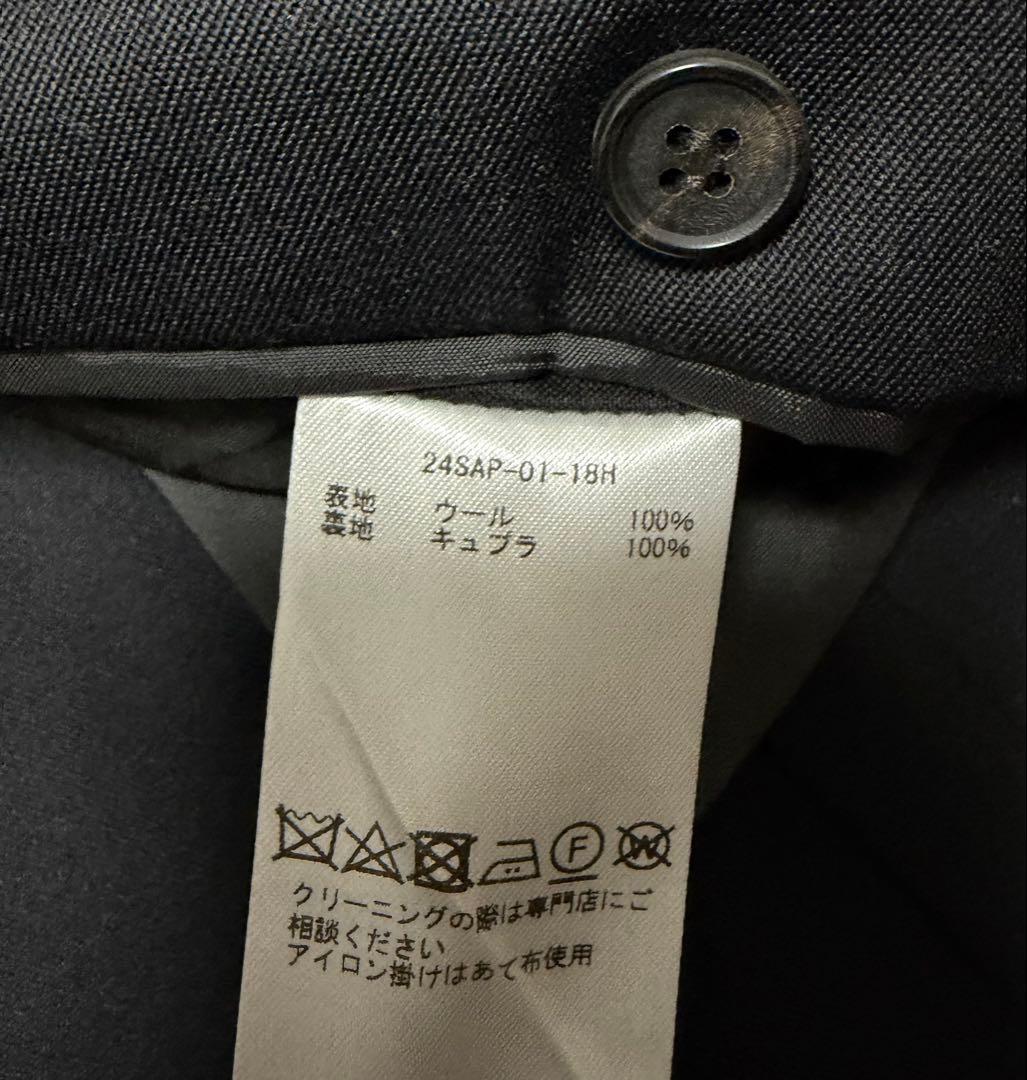 24SAP-01-18H
表地 ウール 100%
裏地 キュプラ 100%
F W
クリーニングの際は専門店にご
相談ください
アイロン掛けはあて布使用